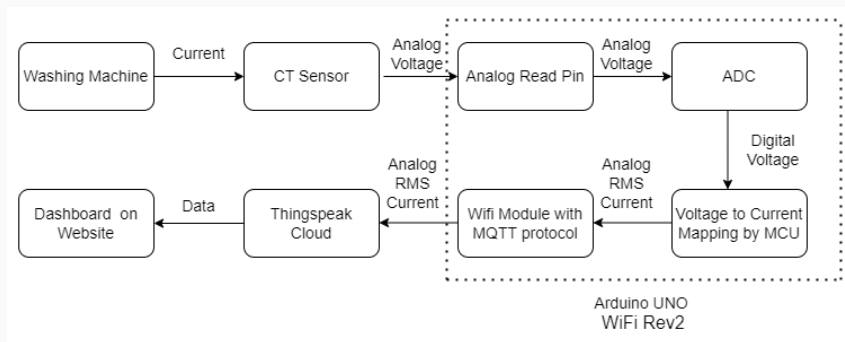 Washing Machine
Current
CT Sensor
Analog
Voltage
Analog Read Pin
Analog
Voltage
ADC
Digital
Voltage
Voltage to Current
Mapping by MCU
Analog
RMS
Current
Wifi Module with
MQTT protocol
Analog
RMS
Current
Thingspeak
Cloud
Data
Dashboard on
Website
Arduino UNO
WiFi Rev2